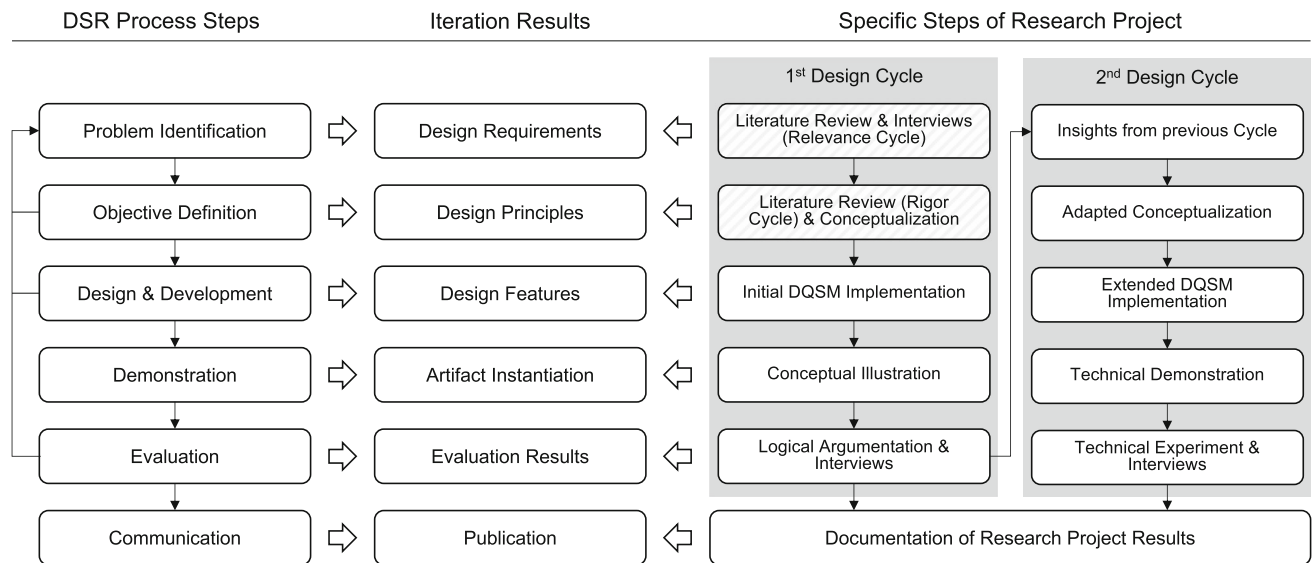 DSR Process Steps
Iteration Results
Specific Steps of Research Project
1st Design Cycle
2nd Design Cycle
Problem Identification
Design Requirements
Literature Review & Interviews
(Relevance Cycle)
Insights from previous Cycle
Objective Definition
Design Principles
Literature Review (Rigor
Cycle) & Conceptualization
Adapted Conceptualization
Design & Development
Design Features
Initial DQSM Implementation
Extended DQSM
Implementation
Demonstration
Artifact Instantiation
Conceptual Illustration
Technical Demonstration
Evaluation
Evaluation Results
Logical Argumentation &
Interviews
Technical Experiment &
Interviews
Communication
Publication
Documentation of Research Project Results